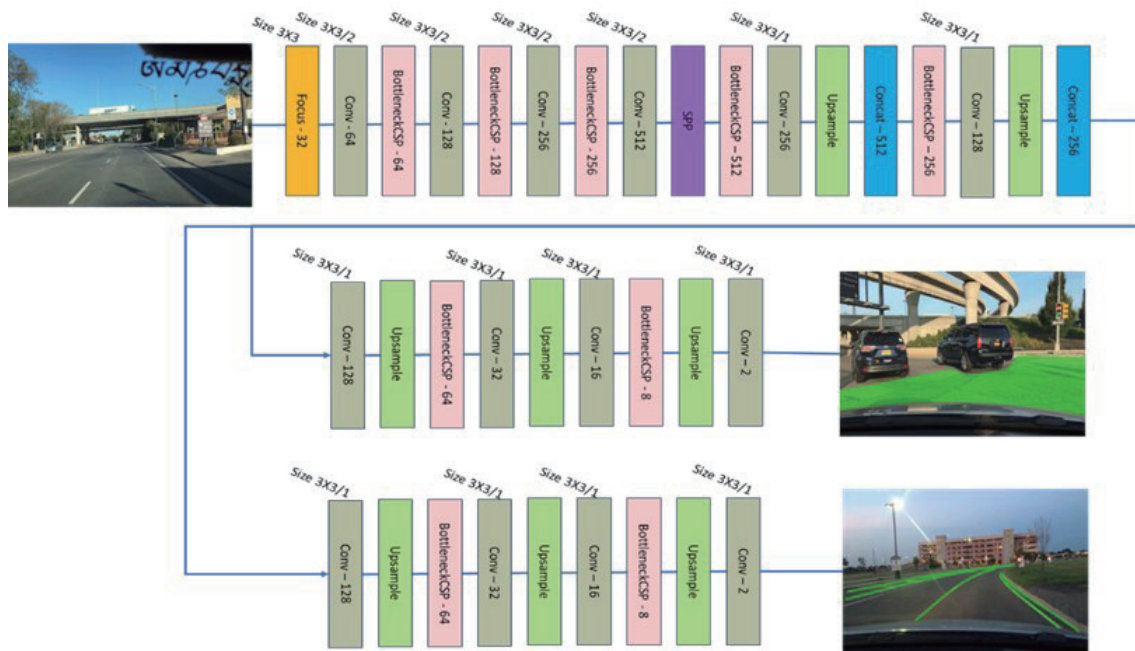 Size 3X3
Size 3X3/2
Size 3X3/2
Size 3X3/2
Size 3X3/2
Size 3X3/1
Size 3X3/1
Focus - 32
Conv - 64
BottleneckCSP - 64
Conv - 128
BottleneckCSP - 128
Conv – 256
BottleneckCSP - 256
Conv – 512
SPP
BottleneckCSP – 512
Conv – 256
Upsample
Concat – 512
BottleneckCSP – 256
Conv – 128
Upsample
Concat – 256
Size 3X3/1
Size 3X3/1
Size 3X3/1
Size 3X3/1
Conv – 128
Upsample
BottleneckCSP - 64
Conv – 32
Upsample
Conv – 16
BottleneckCSP - 8
Upsample
Conv – 2
Size 3X3/1
Size 3X3/1
Size 3X3/1
Size 3X3/1
Conv – 128
Upsample
BottleneckCSP - 64
Conv – 32
Upsample
Conv – 16
BottleneckCSP - 8
Upsample
Conv – 2